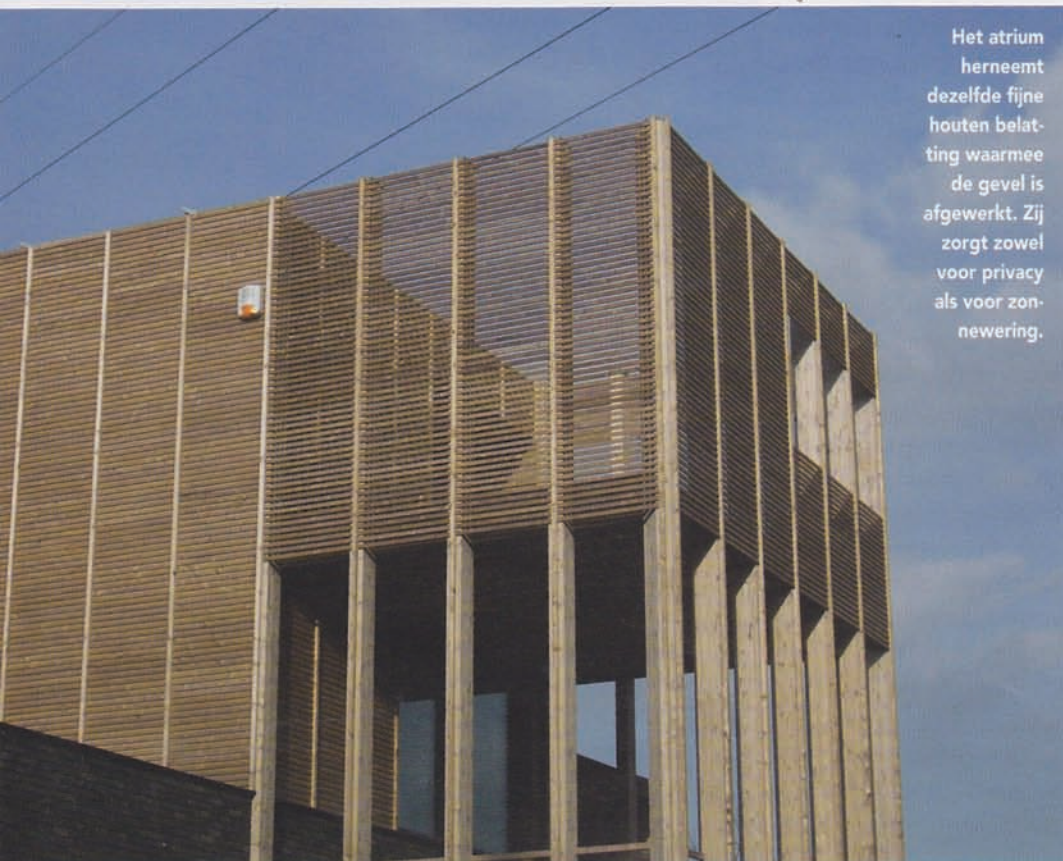 Het atrium
herneemt
dezelfde fijne
houten belat-
ting waarmee
de gevel is
afgewerkt. Zij
zorgt zowel
voor privacy
als voor zon-
newering.